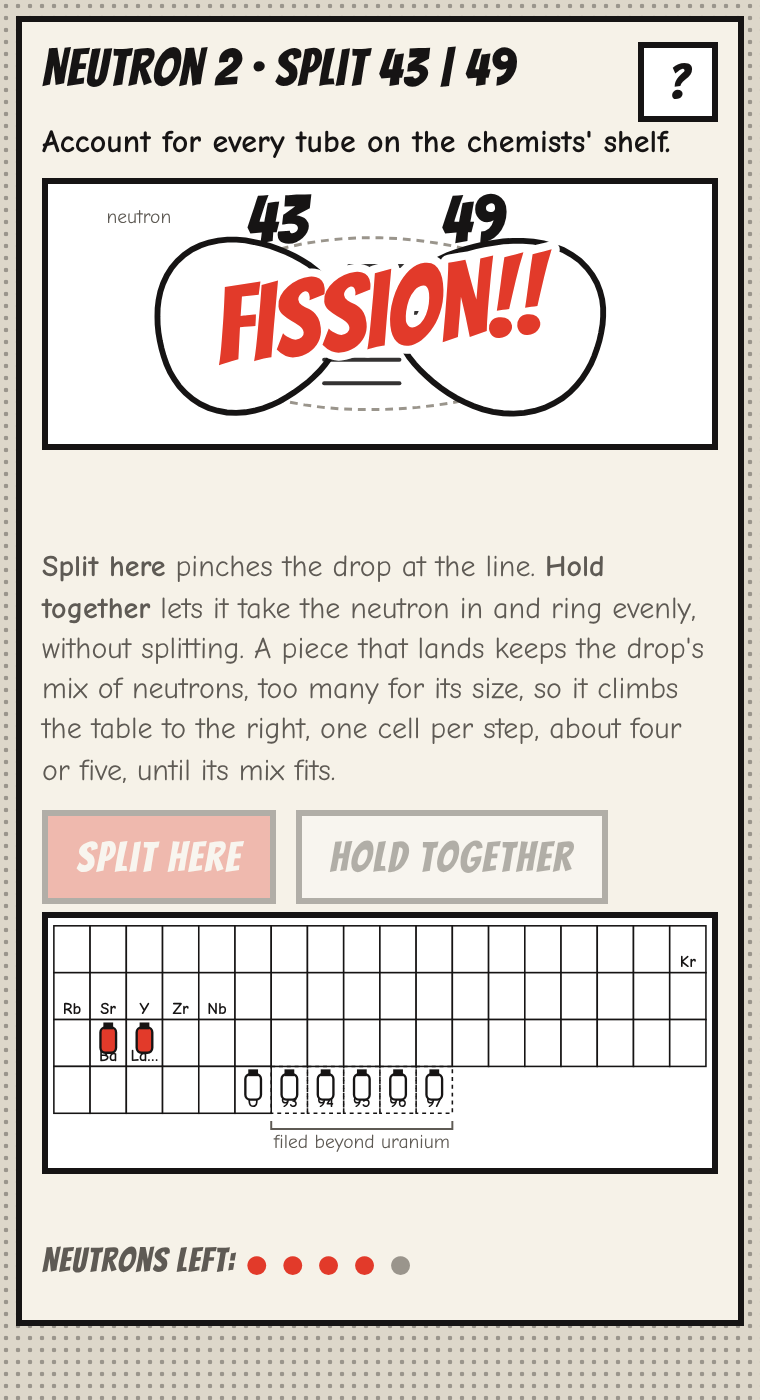 NEUTRON 2 • SPLIT 43 | 49
?
Account for every tube on the chemists' shelf.
neutron
43 49
FISSION!!
Split here pinches the drop at the line. Hold
together lets it take the neutron in and ring evenly,
without splitting. A piece that lands keeps the drop's
mix of neutrons, too many for its size, so it climbs
the table to the right, one cell per step, about four
or five, until its mix fits.
SPLIT HERE HOLD TOGETHER
Kr
Rb Sr Y Zr Nb
Ba La...
93 94 95 96 97
filed beyond uranium
NEUTRONS LEFT: